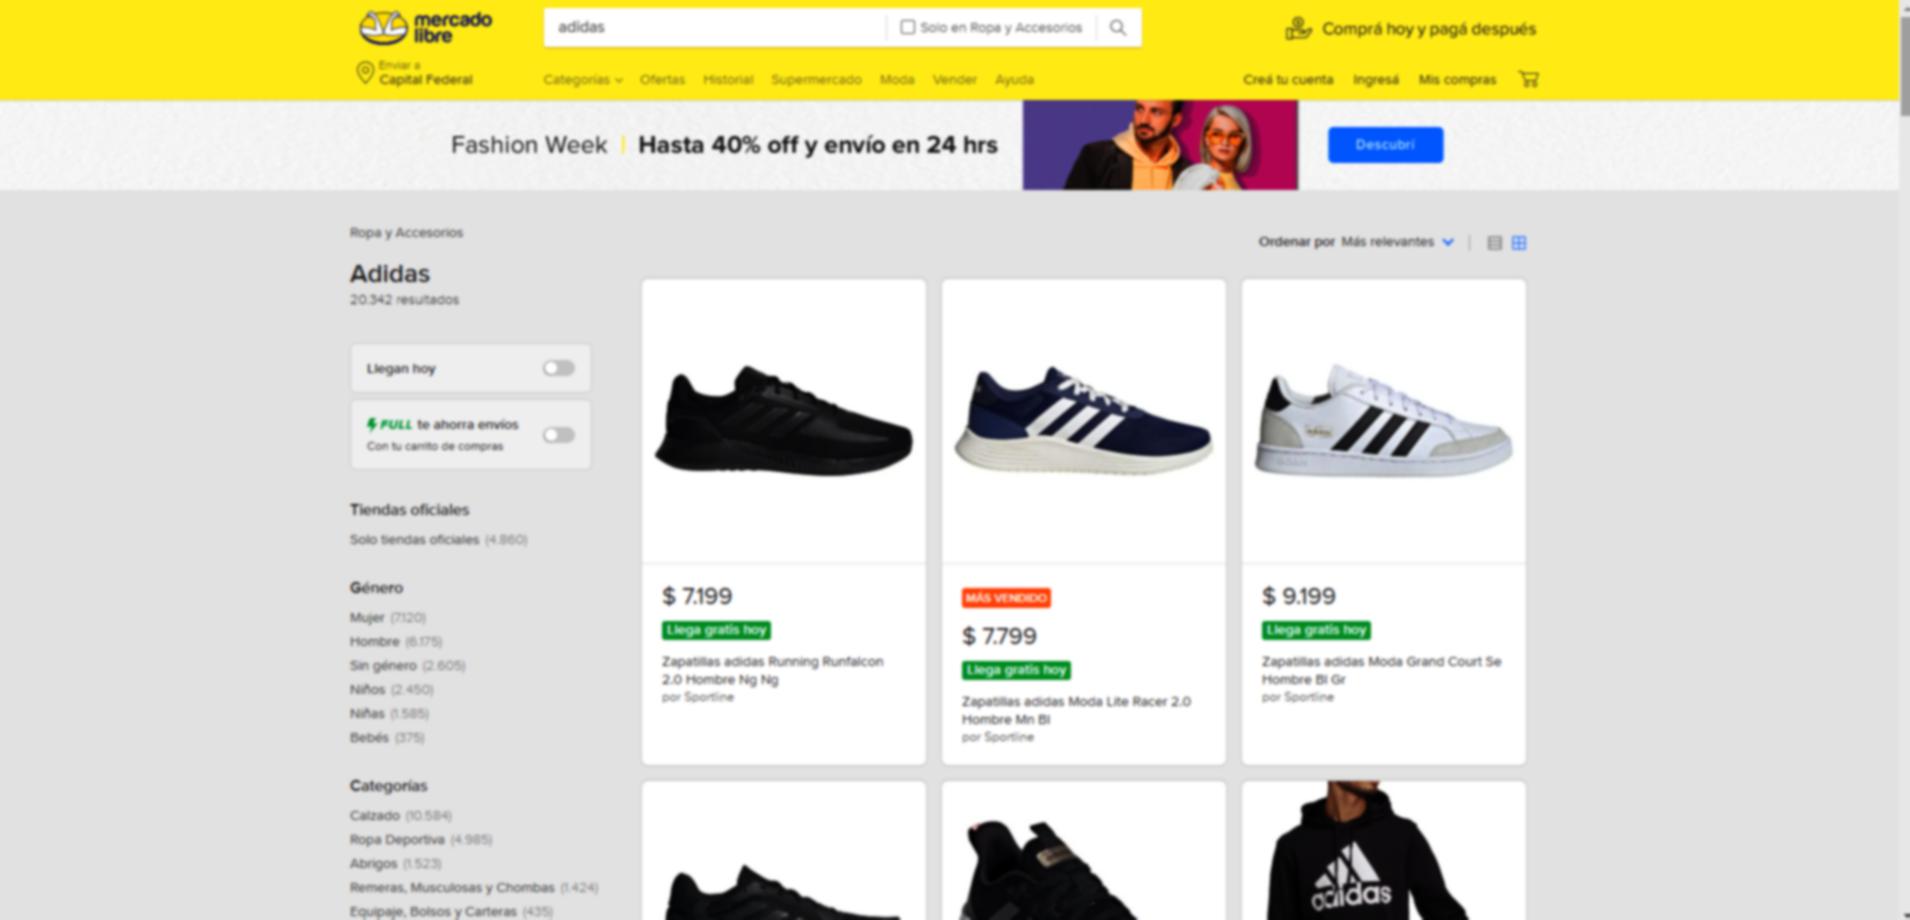 mercado
libre
adidas
Solo en Ropa y Accesorios
Comprá hoy y pagá después
Enviar a
Capital Federal
Categorías
Ofertas
Historial
Supermercado
Moda
Vender
Ayuda
Creá tu cuenta
Ingresá
Mis compras
Fashion Week | Hasta 40% off y envío en 24 hrs
Descubrí
Ropa y Accesorios
Ordenar por Más relevantes
Adidas
20.342 resultados
Llegan hoy
FULL te ahorra envíos
Con tu carrito de compras
Tiendas oficiales
Solo tiendas oficiales (4.860)
Género
Mujer (7.120)
Hombre (6.175)
Sin género (2.605)
Niños (2.450)
Niñas (1.585)
Bebés (375)
Categorías
Calzado (10.584)
Ropa Deportiva (4.985)
Abrigos (1.523)
Remeras, Musculosas y Chombas (1.424)
Equipaje, Bolsos y Carteras (435)
$ 7.199
Llega gratis hoy
Zapatillas adidas Running Runfalcon
2.0 Hombre Ng Ng
por Sportline
MÁS VENDIDO
$ 7.799
Llega gratis hoy
Zapatillas adidas Moda Lite Racer 2.0
Hombre Mn Bl
por Sportline
$ 9.199
Llega gratis hoy
Zapatillas adidas Moda Grand Court Se
Hombre Bl Gr
por Sportline
adidas